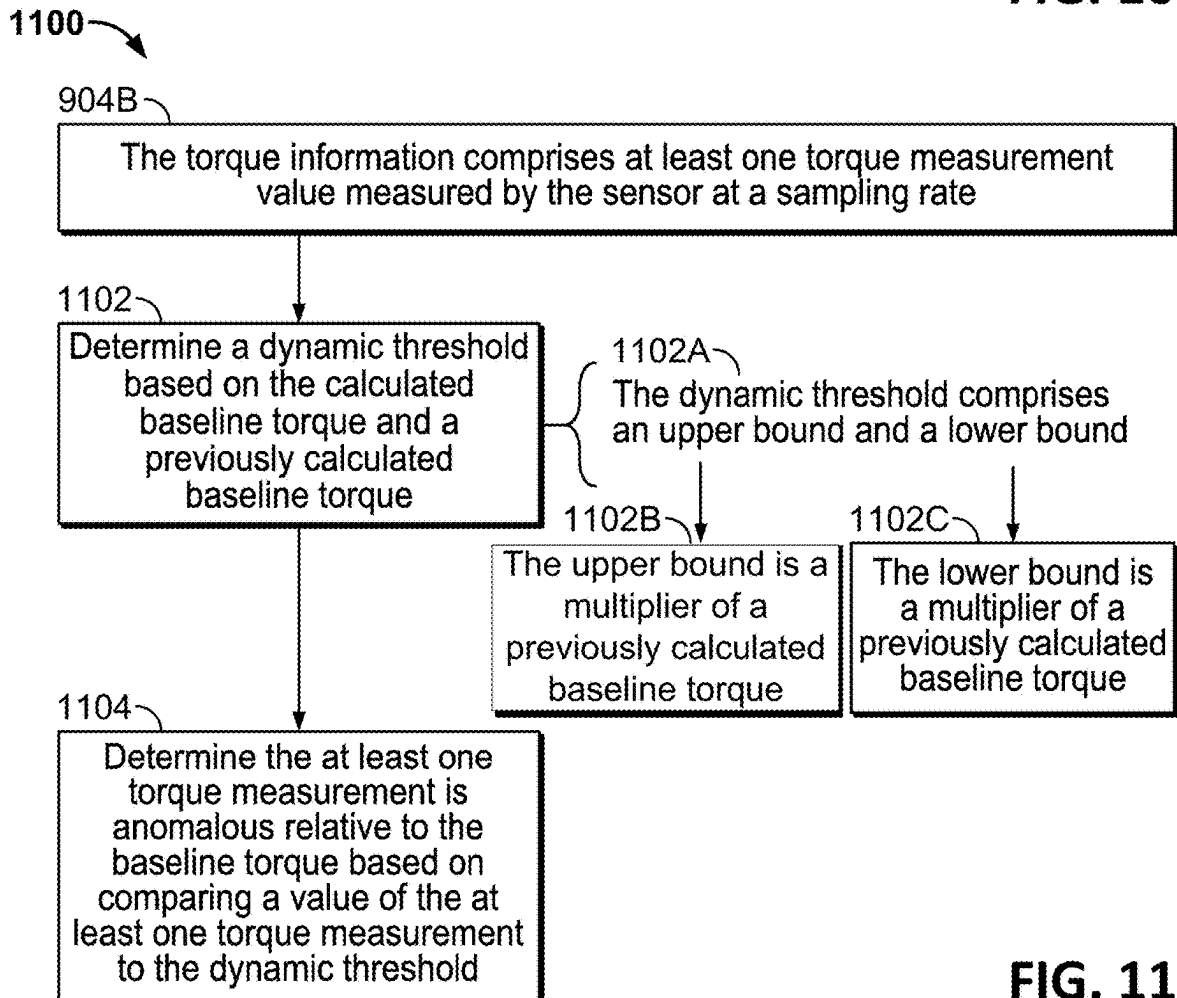 1100
904B
The torque information comprises at least one torque measurement
value measured by the sensor at a sampling rate
1102
Determine a dynamic threshold
based on the calculated
baseline torque and a
previously calculated
baseline torque
1102A
The dynamic threshold comprises
an upper bound and a lower bound
1102B
The upper bound is a
multiplier of a
previously calculated
baseline torque
1102C
The lower bound is
a multiplier of a
previously calculated
baseline torque
1104
Determine the at least one
torque measurement is
anomalous relative to the
baseline torque based on
comparing a value of the at
least one torque measurement
to the dynamic threshold
FIG. 11